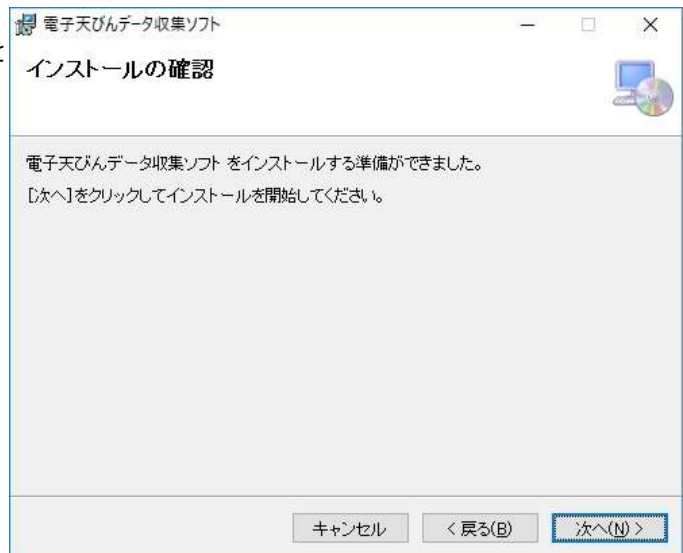 電子天びんデータ収集ソフト
インストールの確認
電子天びんデータ収集ソフト をインストールする準備ができました。
[次へ]をクリックしてインストールを開始してください。
キャンセル
< 戻る(B)
次へ(N) >